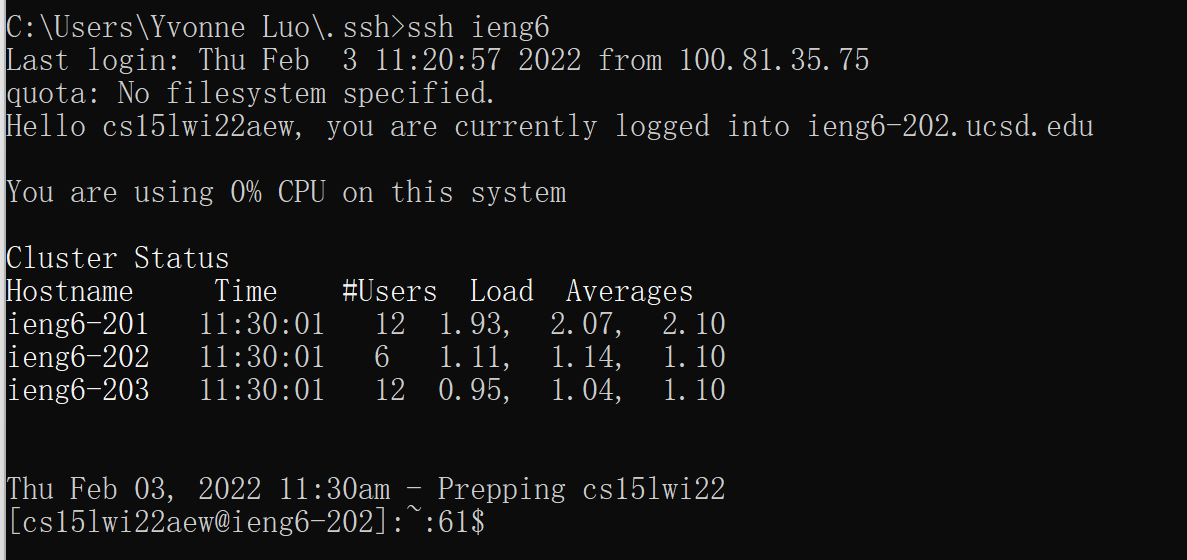 C:\Users\Yvonne Luo\.ssh>ssh ieng6
Last login: Thu Feb  3 11:20:57 2022 from 100.81.35.75
quota: No filesystem specified.
Hello cs15lwi22aew, you are currently logged into ieng6-202.ucsd.edu
You are using 0% CPU on this system
Cluster Status
Hostname     Time    #Users  Load  Averages
ieng6-201   11:30:01   12  1.93,  2.07,  2.10
ieng6-202   11:30:01   6   1.11,  1.14,  1.10
ieng6-203   11:30:01   12  0.95,  1.04,  1.10
Thu Feb 03, 2022 11:30am - Prepping cs15lwi22
[cs15lwi22aew@ieng6-202]:~:61$